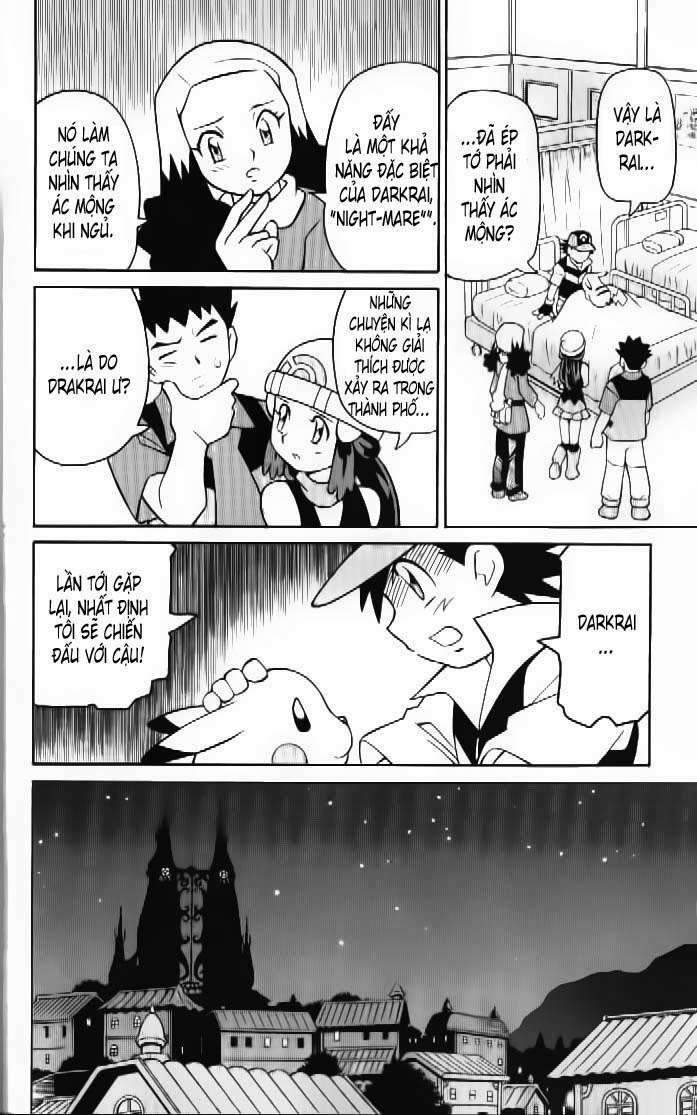 VẬY LÀ
DARK-
RAI...
...ĐÃ ÉP
TỚ PHẢI
NHÌN
THẤY ÁC
MỘNG?
ĐẤY
LÀ MỘT KHẢ
NĂNG ĐẶC BIỆT
CỦA DARKRAI,
"NIGHT-MARE"".
NÓ LÀM
CHÚNG TA
NHÌN THẤY
ÁC MỘNG
KHI NGỦ.
NHỮNG
CHUYỆN KÌ LẠ
KHÔNG GIẢI
THÍCH ĐƯỢC
XẢY RA TRONG
THÀNH PHỐ...
...LÀ DO
DRAKRAI Ư?
DARKRAI
...
LẦN TỚI GẶP
LẠI, NHẤT ĐỊNH
TÔI SẼ CHIẾN
ĐẤU VỚI CẬU!